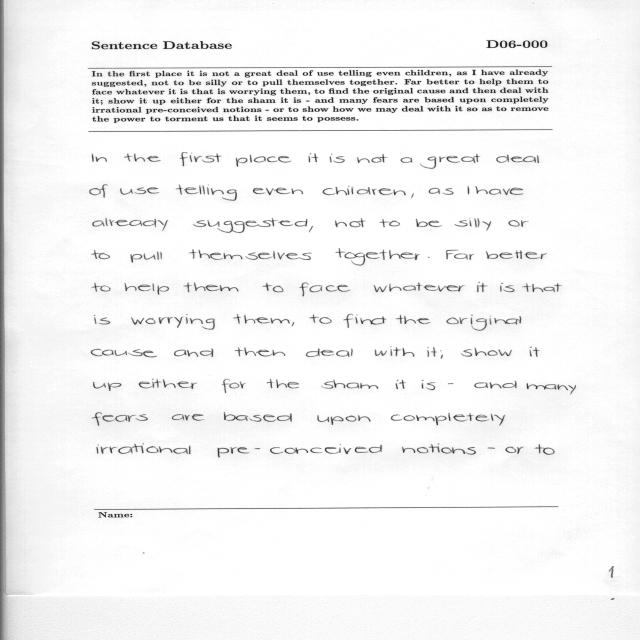 Sentence Database D06-000
In the first place it is not a great deal of use telling even children, as I have already
suggested, not to be silly or to pull themselves together. Far better to help them to
face whatever it is that is worrying them, to find the original cause and then deal with
it; show it up either for the sham it is - and many fears are based upon completely
irrational pre-conceived notions - or to show how we may deal with it so as to remove
the power to torment us that it seems to possess.
In the first place it is not a great deal
of use telling even children, as I have
already suggested, not to be silly or
to pull themselves together. Far better
to help them to face whatever it is that
is worrying them, to find the original
cause and then deal with it; show it
up either for the sham it is - and many
fears are based upon completely
irrational pre-conceived notions - or to
Name:
1